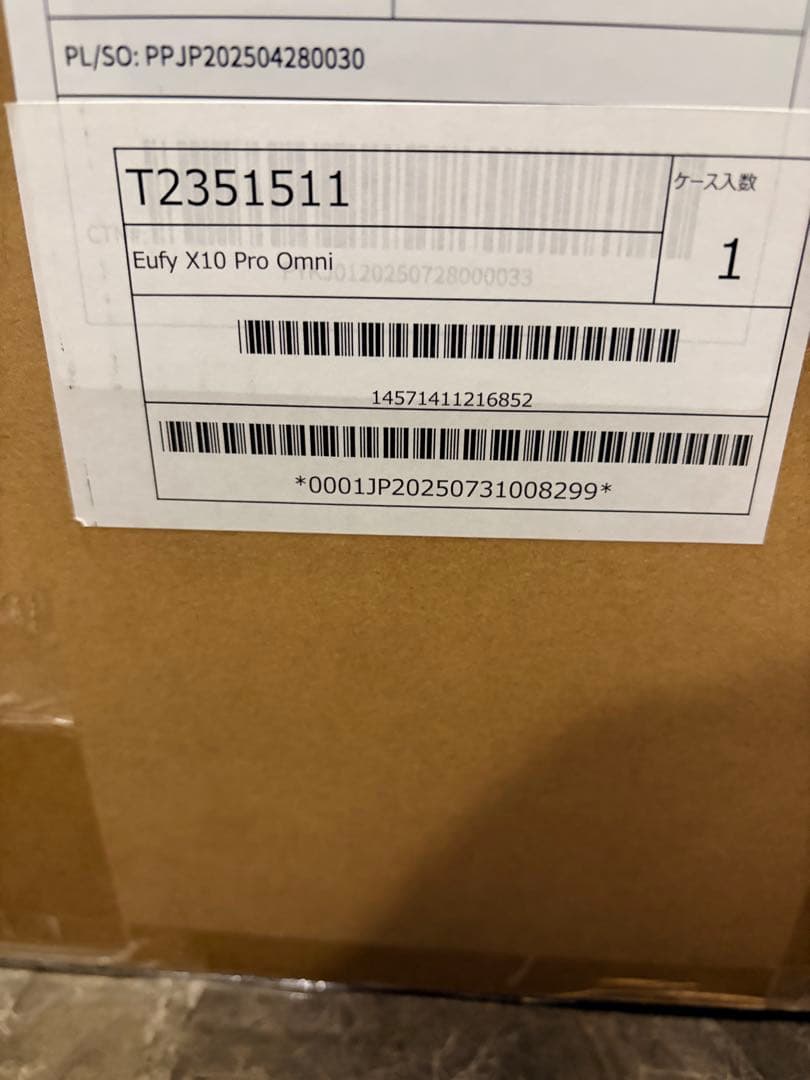 PL/SO: PPJP202504280030
T2351511
ケース入数
Eufy X10 Pro Omni
1
14571411216852
*0001JP20250731008299*